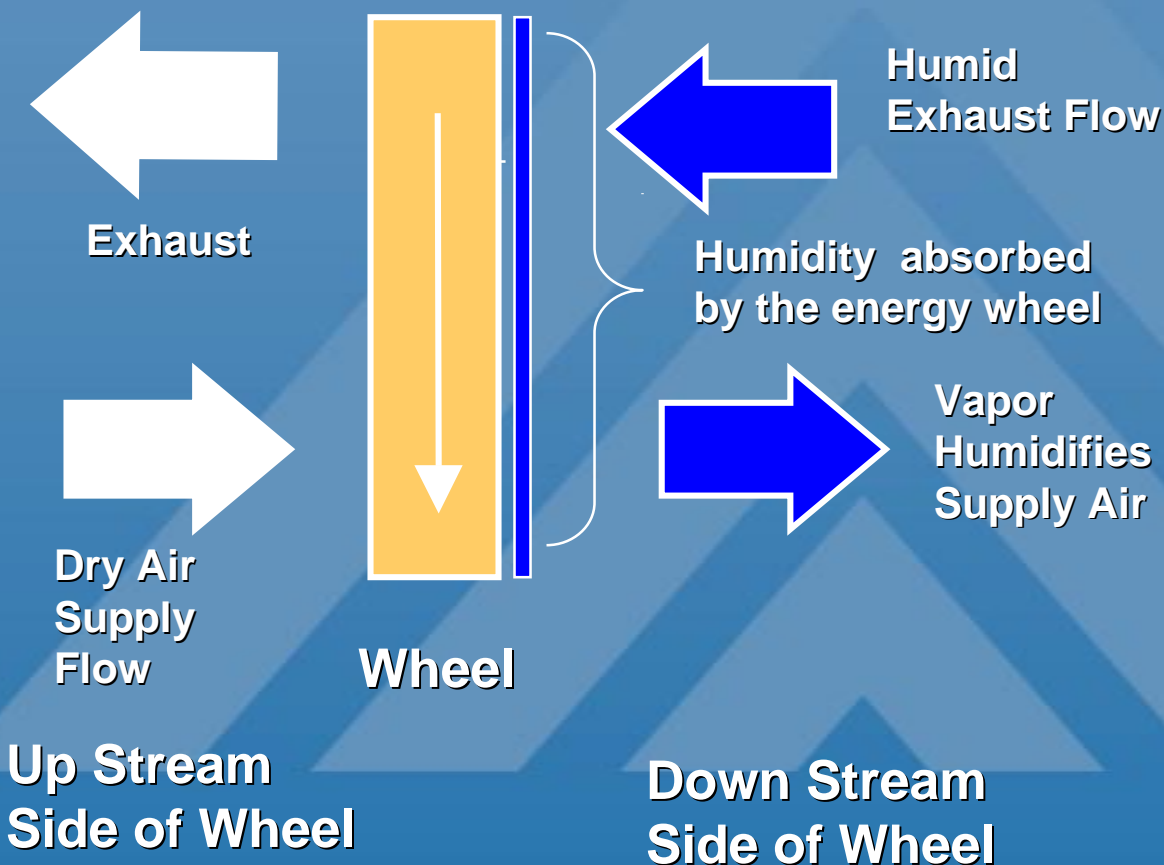 Humid
Exhaust Flow
Exhaust
Humidity absorbed
by the energy wheel
Vapor
Humidifies
Supply Air
Dry Air
Supply
Flow
Wheel
Up Stream
Side of Wheel
Down Stream
Side of Wheel